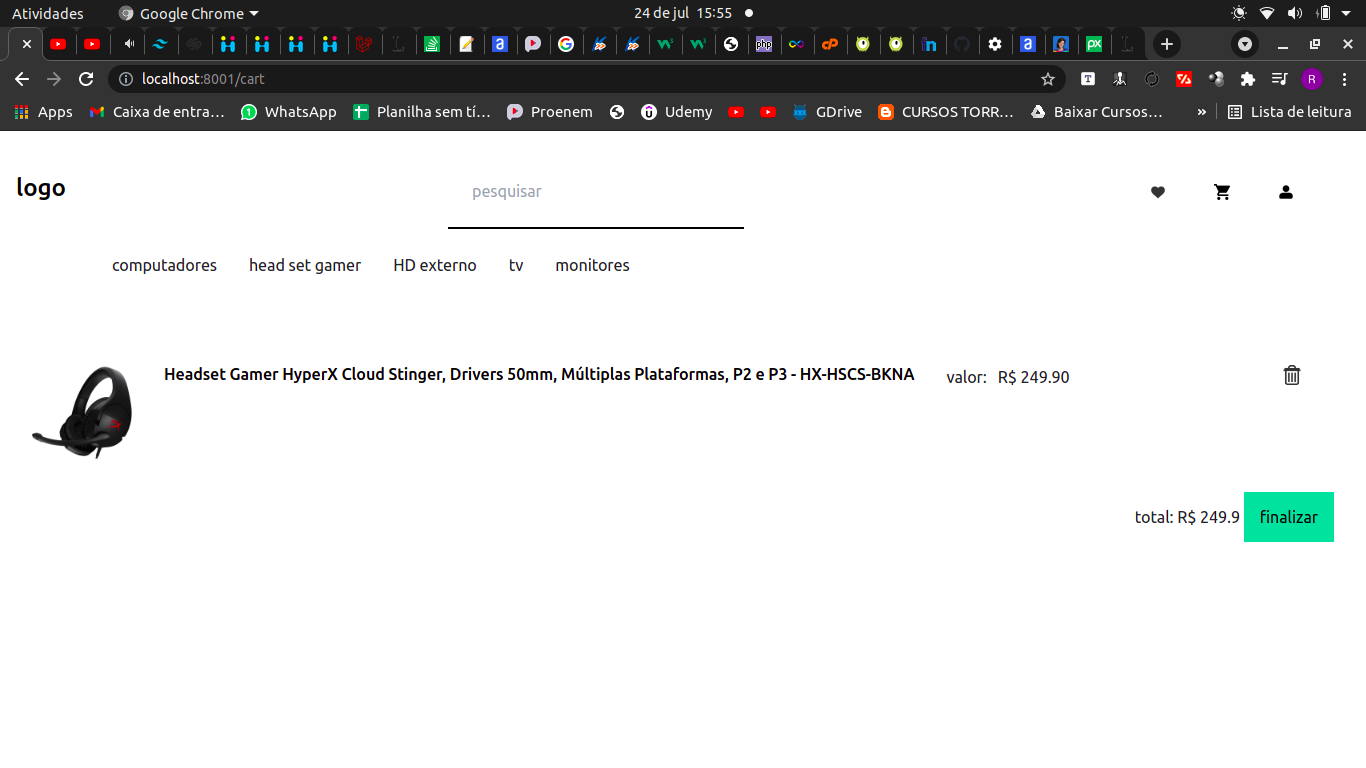 Atividades Google Chrome 24 de jul 15:55
localhost:8001/cart
Apps Caixa de entra… WhatsApp Planilha sem tí… Proenem Udemy GDrive CURSOS TORR… Baixar Cursos… » Lista de leitura
logo
pesquisar
computadores head set gamer HD externo tv monitores
Headset Gamer HyperX Cloud Stinger, Drivers 50mm, Múltiplas Plataformas, P2 e P3 - HX-HSCS-BKNA valor: R$ 249.90
total: R$ 249.9 finalizar